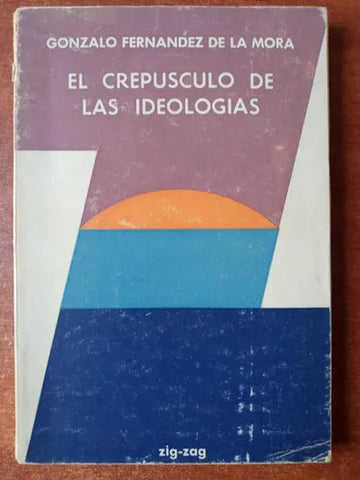 GONZALO FERNANDEZ DE LA MORA
EL CREPUSCULO DE
LAS IDEOLOGIAS
zig-zag